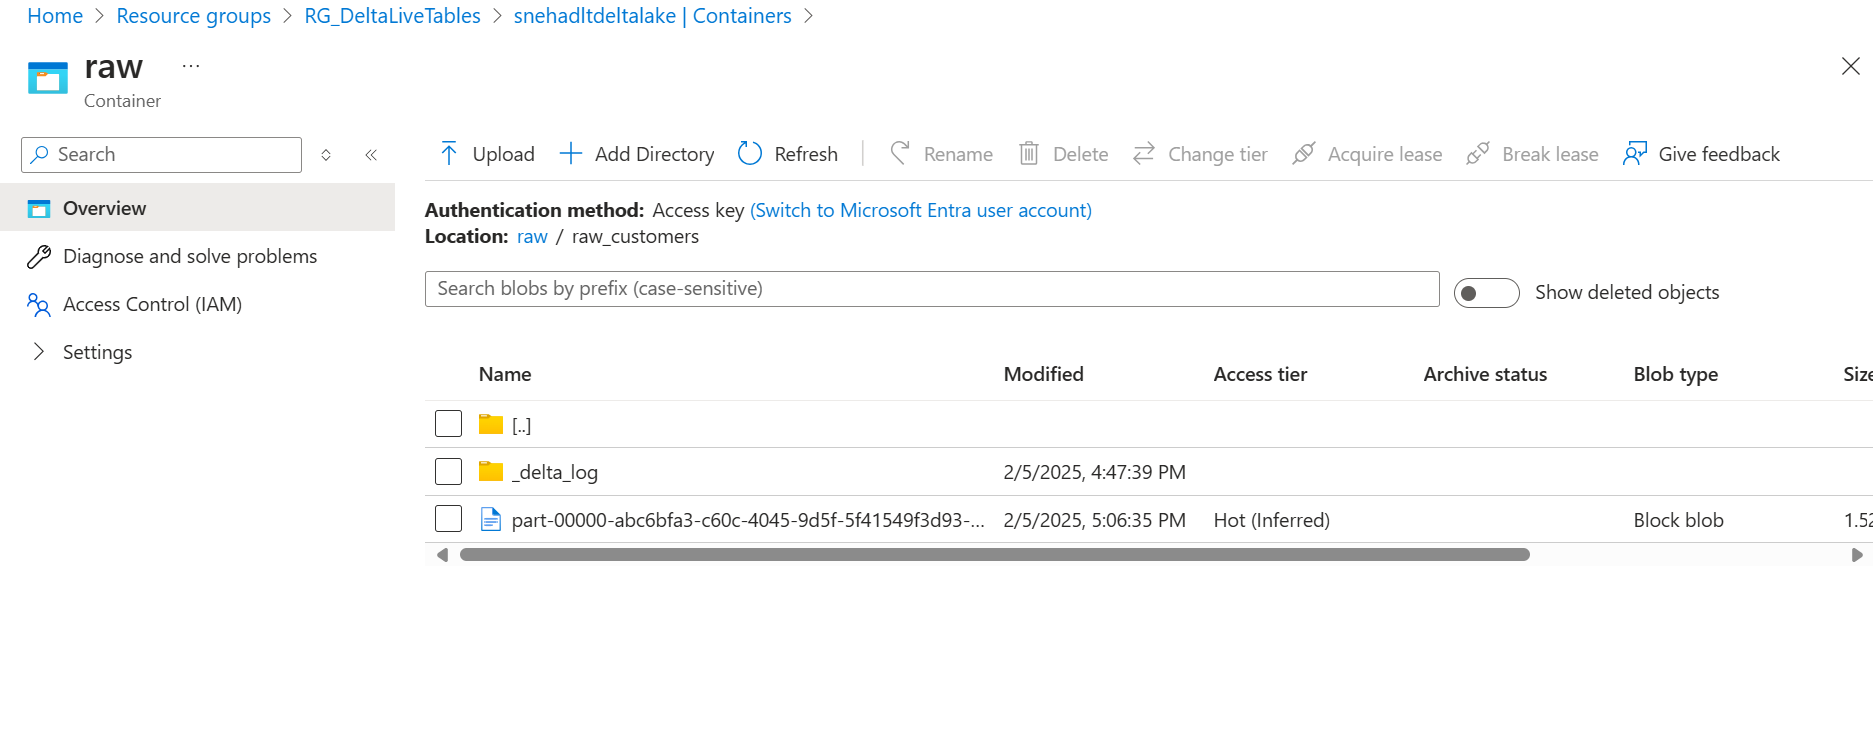 Home > Resource groups > RG_DeltaLiveTables > snehadltdeltalake | Containers >
raw ...
Container
Search
Overview
Diagnose and solve problems
Access Control (IAM)
Settings
Upload Add Directory Refresh Rename Delete Change tier Acquire lease Break lease Give feedback
Authentication method: Access key (Switch to Microsoft Entra user account)
Location: raw / raw_customers
Search blobs by prefix (case-sensitive)
Show deleted objects
Name Modified Access tier Archive status Blob type
[..]
_delta_log 2/5/2025, 4:47:39 PM
part-00000-abc6bfa3-c60c-4045-9d5f-5f41549f3d93-... 2/5/2025, 5:06:35 PM Hot (Inferred) Block blob 1.52